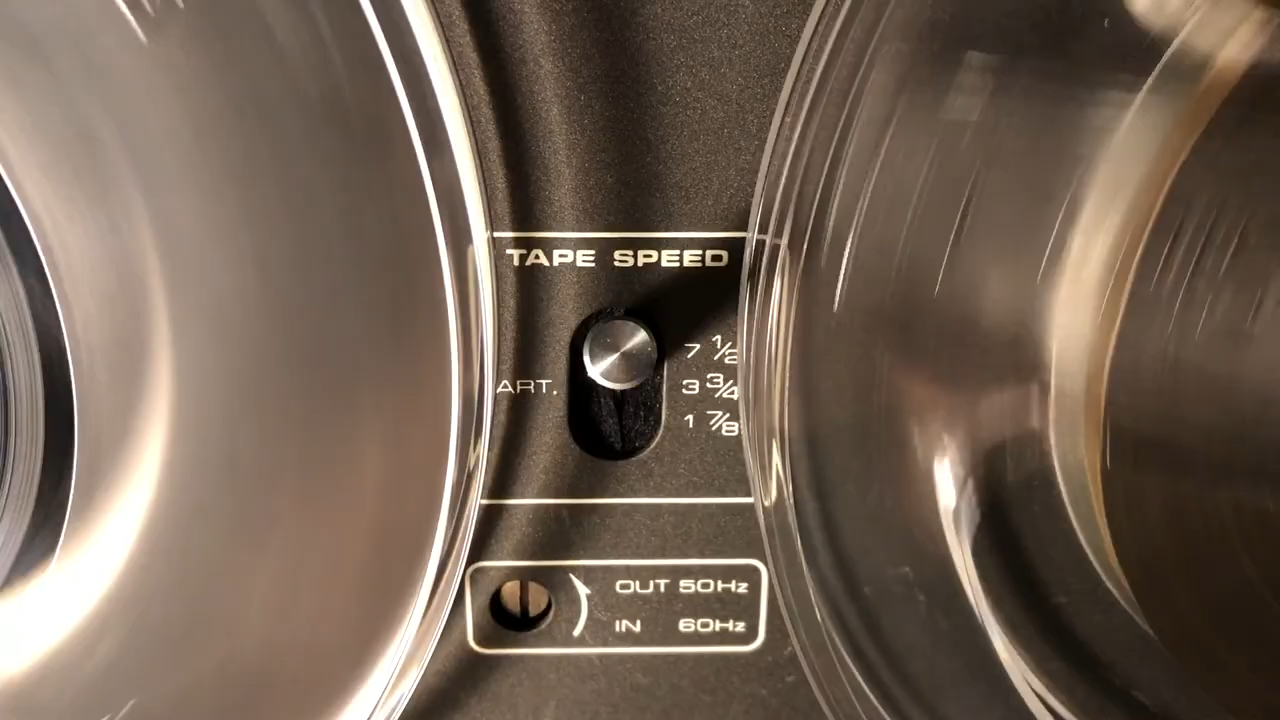 TAPE SPEED
7 1/2
ART. 3 3/4
1 7/8
OUT 50Hz
IN 60Hz